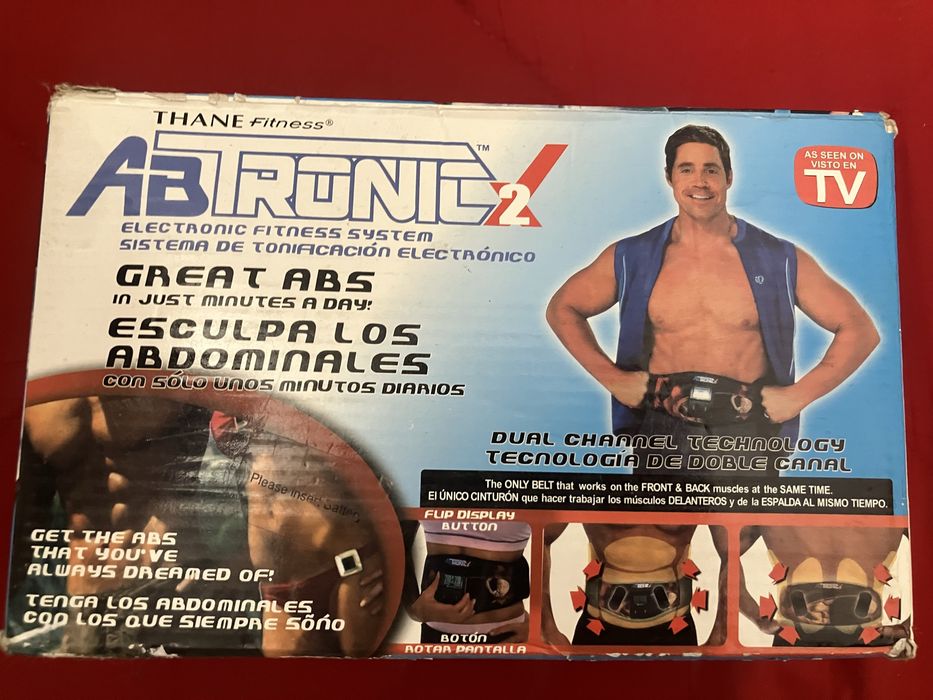 THANE Fitness®
ABTRONIC X2™
ELECTRONIC FITNESS SYSTEM
SISTEMA DE TONIFICACIÓN ELECTRÓNICO
GREAT ABS
IN JUST MINUTES A DAY!
ESCULPA LOS
ABDOMINALES
CON SÓLO UNOS MINUTOS DIARIOS
AS SEEN ON
VISTO EN
TV
DUAL CHANNEL TECHNOLOGY
TECNOLOGÍA DE DOBLE CANAL
The ONLY BELT that works on the FRONT & BACK muscles at the SAME TIME.
El ÚNICO CINTURÓN que hacer trabajar los músculos DELANTEROS y de la ESPALDA AL MISMO TIEMPO.
Please Insert Battery
GET THE ABS
THAT YOU'VE
ALWAYS DREAMED OF!
TENGA LOS ABDOMINALES
CON LOS QUE SIEMPRE SOÑO
FLIP DISPLAY
BUTTON
BOTÓN
ROTAR PANTALLA